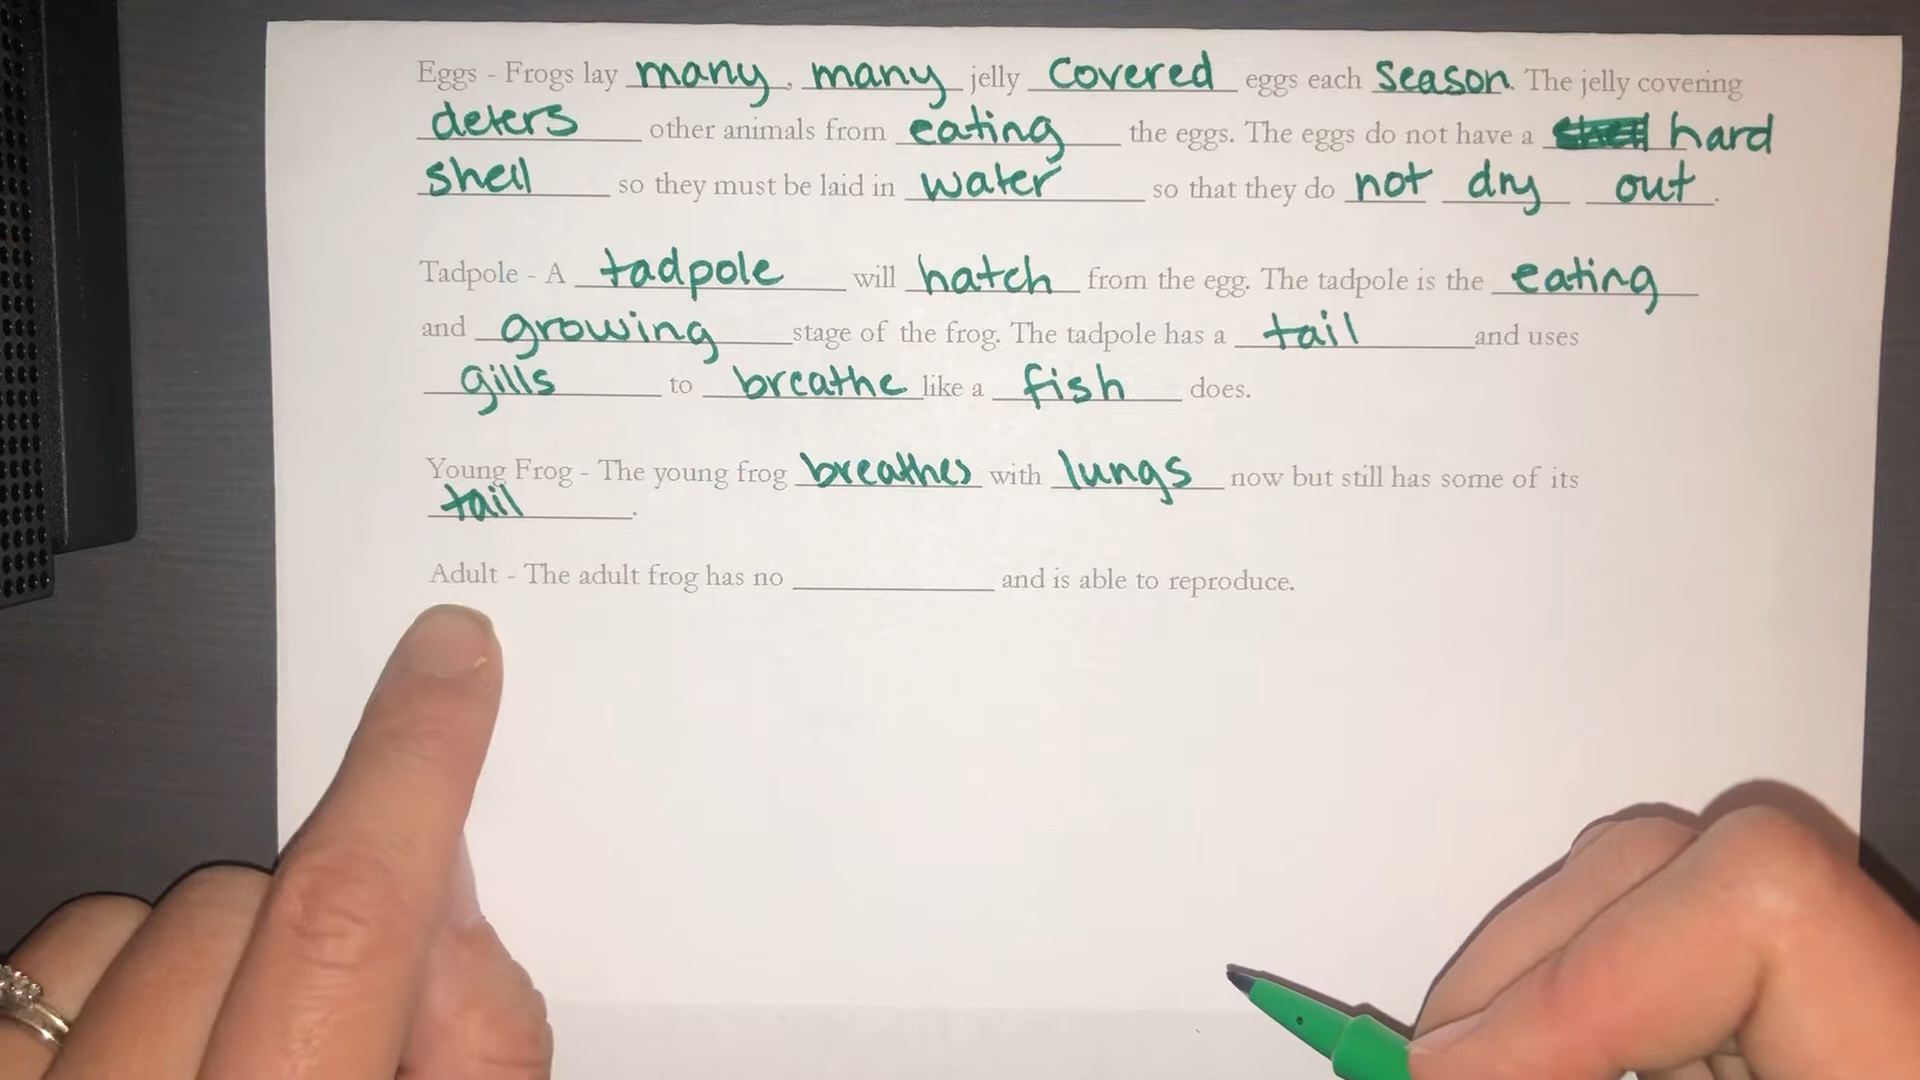 Eggs - Frogs lay many, many jelly covered eggs each season. The jelly covering
deters other animals from eating the eggs. The eggs do not have a hard
shell so they must be laid in water so that they do not dry out.
Tadpole - A tadpole will hatch from the egg. The tadpole is the eating
and growing stage of the frog. The tadpole has a tail and uses
gills to breathe like a fish does.
Young Frog - The young frog breathes with lungs now but still has some of its
tail.
Adult - The adult frog has no __________ and is able to reproduce.